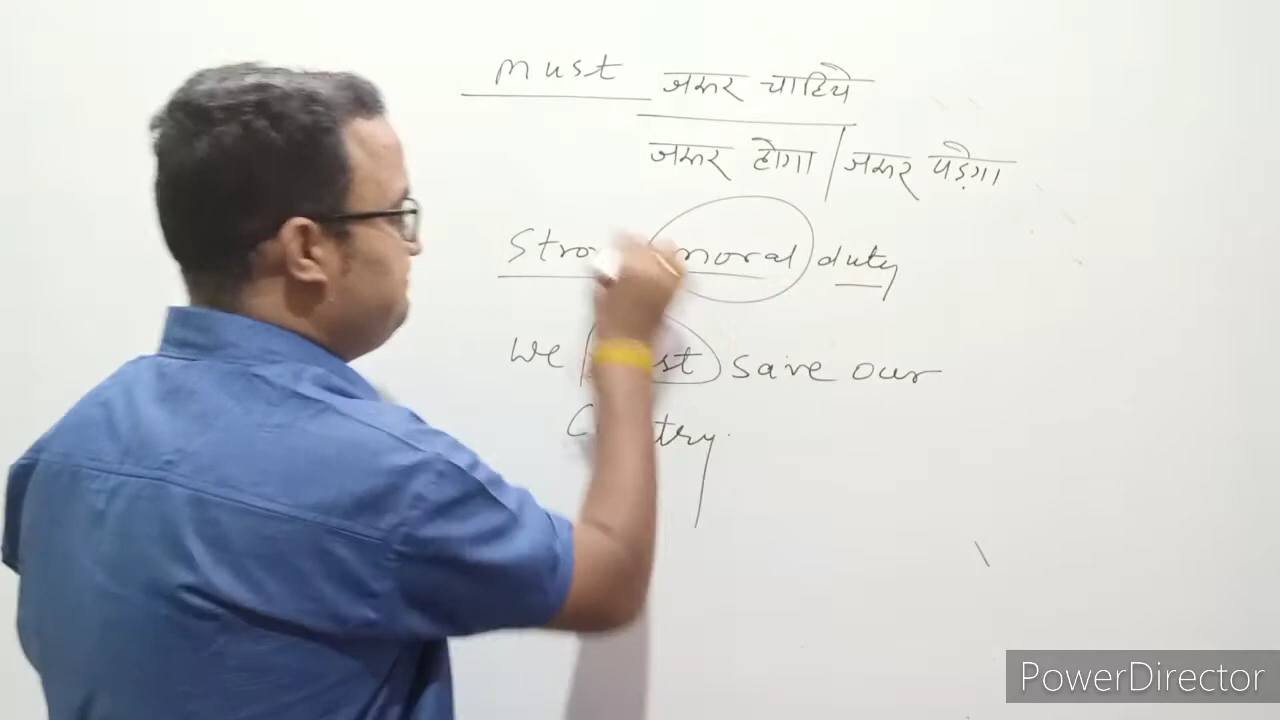 must जरूर चाहिये
जरूर होगा / जरूर पड़ेगा
moral duty
We save our
PowerDirector